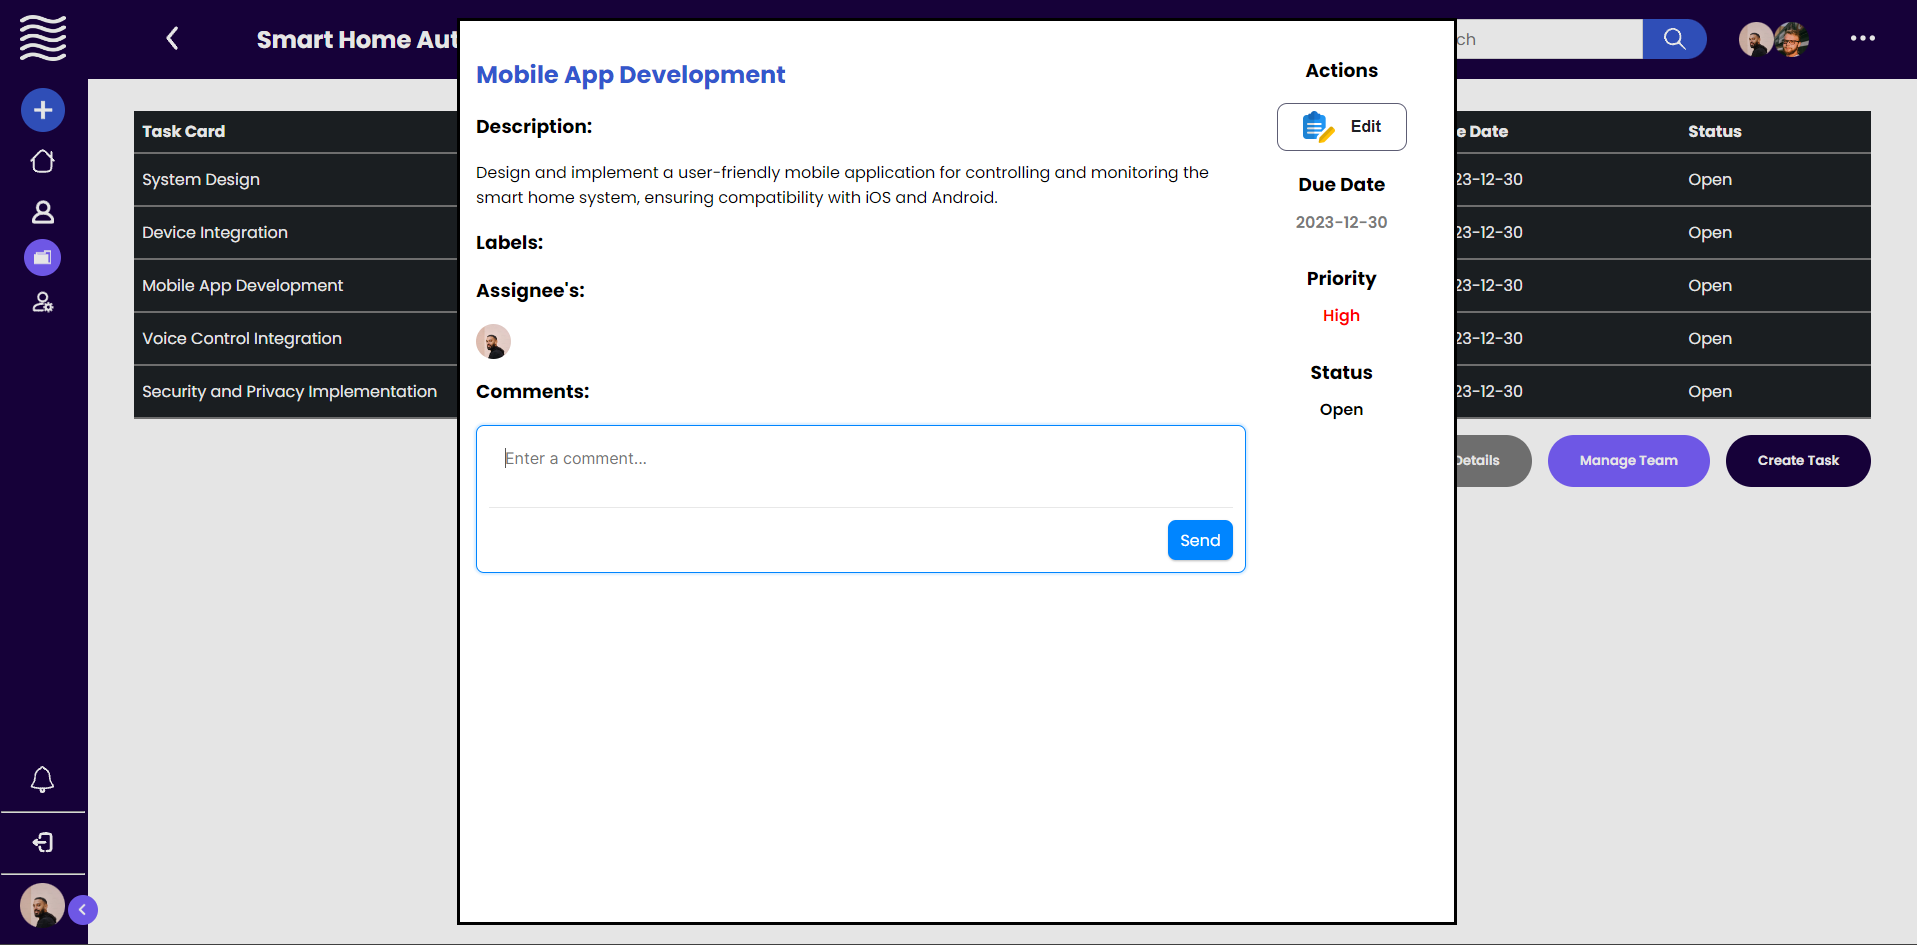 Smart Home Aut
ch
Task Card
e Date
Status
System Design
23-12-30
Open
Device Integration
23-12-30
Open
Mobile App Development
23-12-30
Open
Voice Control Integration
23-12-30
Open
Security and Privacy Implementation
23-12-30
Open
Details
Manage Team
Create Task
Mobile App Development
Description:
Design and implement a user-friendly mobile application for controlling and monitoring the
smart home system, ensuring compatibility with iOS and Android.
Labels:
Assignee's:
Comments:
Enter a comment...
Send
Actions
Edit
Due Date
2023-12-30
Priority
High
Status
Open